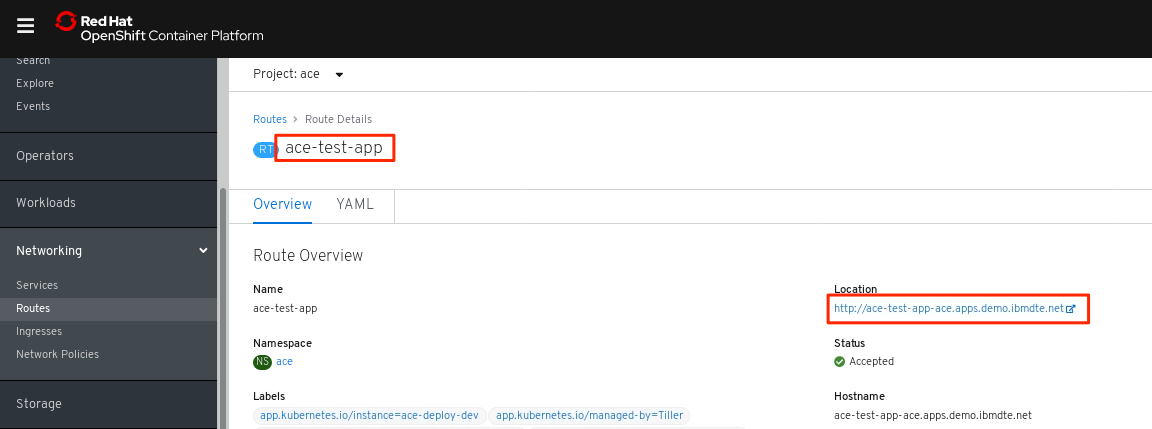 Red Hat
OpenShift Container Platform
Search
Explore
Events
Operators
Workloads
Networking
Services
Routes
Ingresses
Network Policies
Storage
Project: ace
Routes > Route Details
RT ace-test-app
Overview YAML
Route Overview
Name
ace-test-app
Namespace
NS ace
Labels
app.kubernetes.io/instance=ace-deploy-dev app.kubernetes.io/managed-by=Tiller
Location
http://ace-test-app-ace.apps.demo.ibmdte.net
Status
Accepted
Hostname
ace-test-app-ace.apps.demo.ibmdte.net